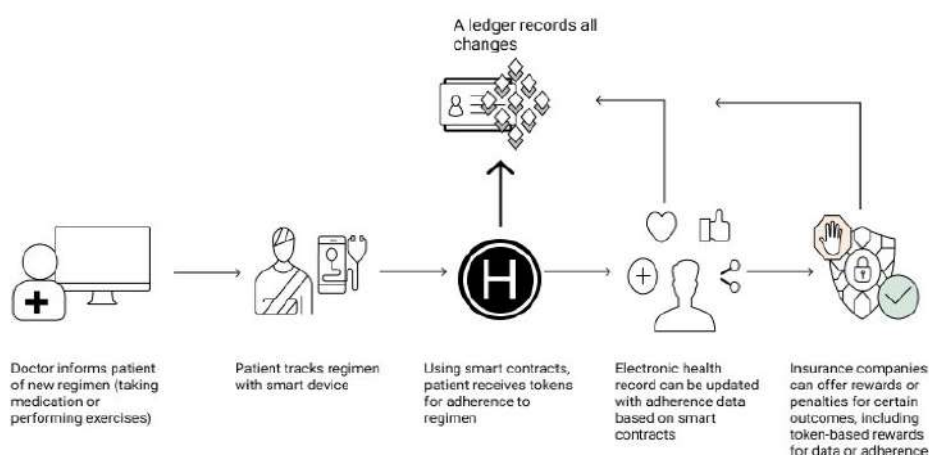 A ledger records all
changes
H
Doctor informs patient
of new regimen (taking
medication or
performing exercises)
Patient tracks regimen
with smart device
Using smart contracts,
patient receives tokens
for adherence to
regimen
Electronic health
record can be updated
with adherence data
based on smart
contracts
Insurance companies
can offer rewards or
penalties for certain
outcomes, including
token-based rewards
for data or adherence